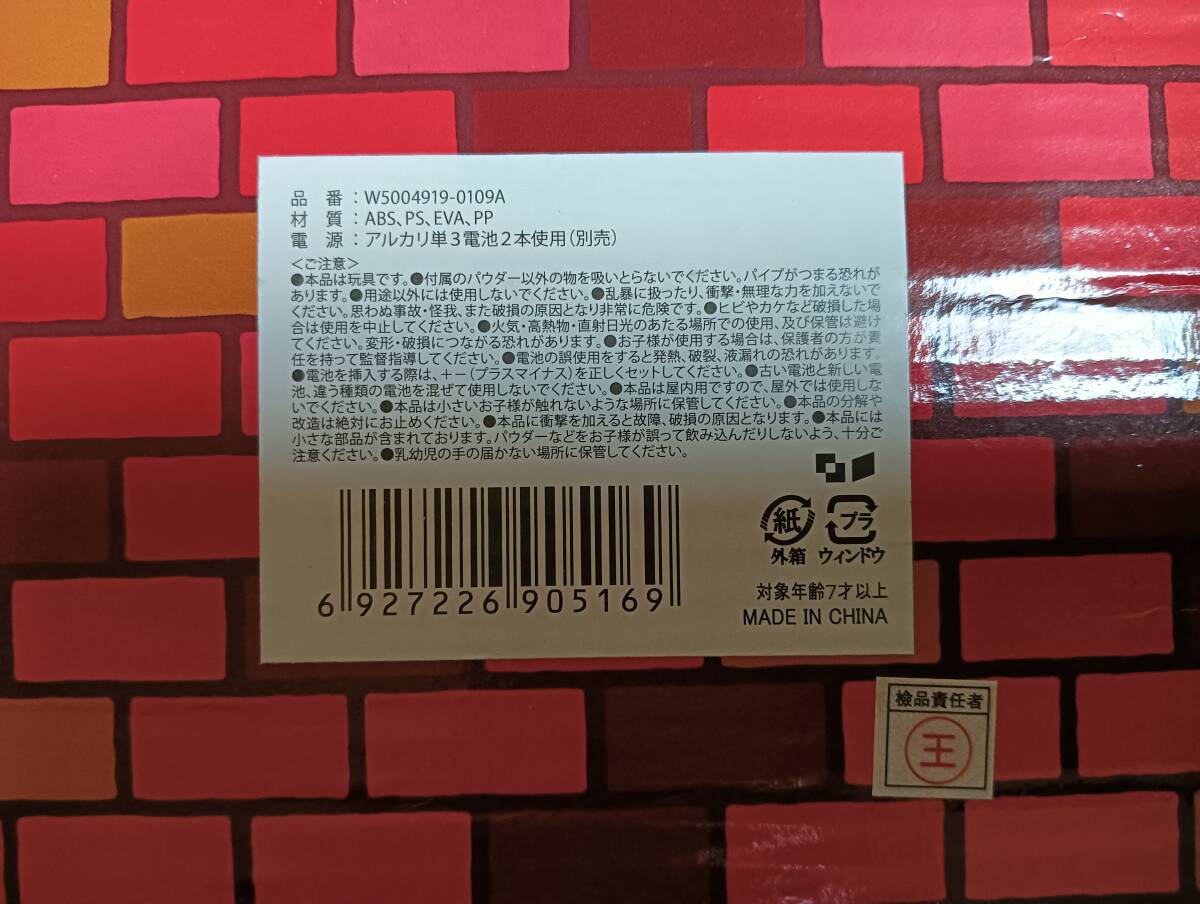 品 番 : W5004919-0109A
材 質 : ABS、PS、EVA、PP
電 源 : アルカリ単3電池2本使用(別売)
<ご注意>
●本品は玩具です。●付属のパウダー以外の物を吸いとらないでください。パイプがつまる恐れが
あります。●用途以外には使用しないでください。●乱暴に扱ったり、衝撃・無理な力を加えないで
ください。思わぬ事故・怪我、また破損の原因となり非常に危険です。●ヒビやカケなど破損した場
合は使用を中止してください。●火気・高熱物・直射日光のあたる場所での使用、及び保管は避け
てください。変形・破損につながる恐れがあります。●お子様が使用する場合は、保護者の方が責
任を持って監督指導してください。●電池の誤使用をすると発熱、破裂、液漏れの恐れがあります。
●電池を挿入する際は、+-(プラスマイナス)を正しくセットしてください。●古い電池と新しい電
池、違う種類の電池を混ぜて使用しないでください。●本品は屋内用ですので、屋外では使用しな
いでください。●本品は小さいお子様が触れないような場所に保管してください。●本品の分解や
改造は絶対にお止めください。●本品に衝撃を加えると故障、破損の原因となります。●本品には
小さな部品が含まれております。パウダーなどをお子様が誤って飲み込んだりしないよう、十分ご
注意ください。●乳幼児の手の届かない場所に保管してください。
紙 プラ
外箱 ウィンドウ
6 927226 905169
対象年齢7才以上
MADE IN CHINA
検品責任者
王